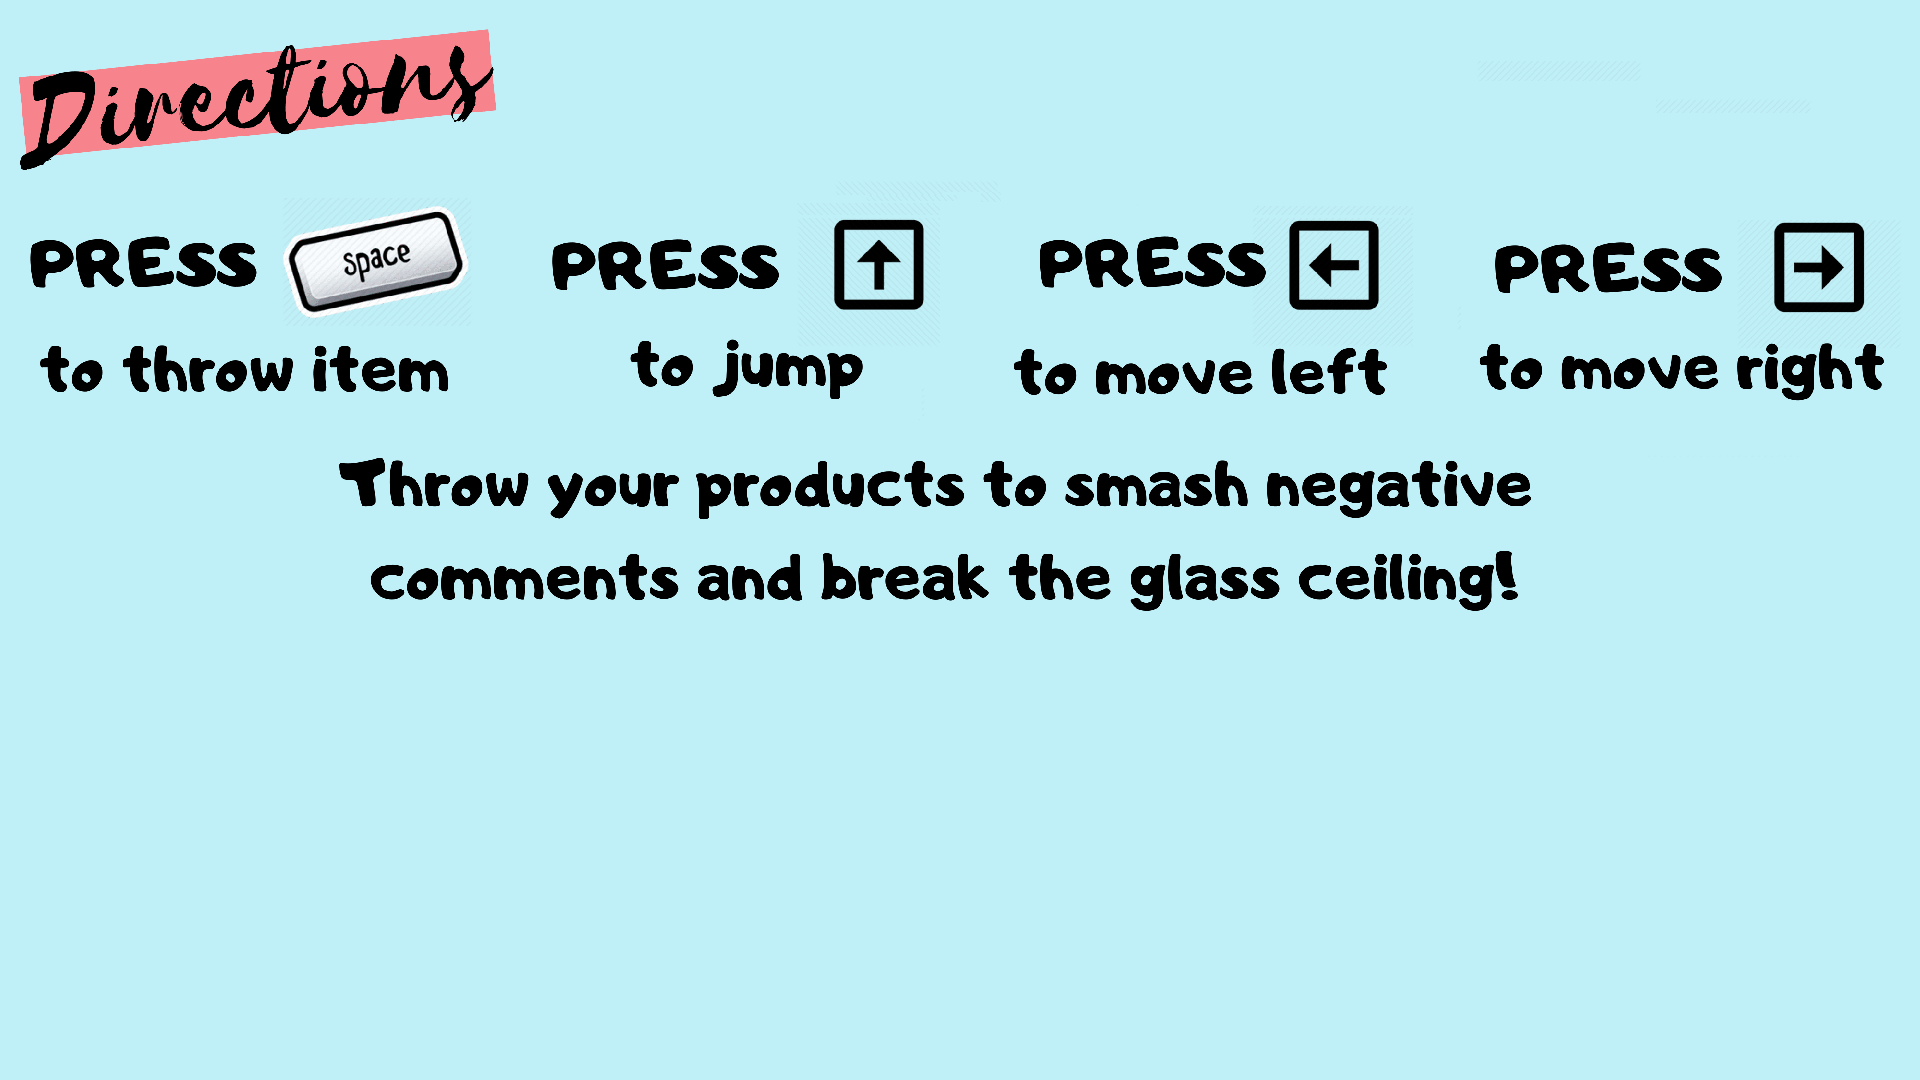 Directions
PRESS space
to throw item
PRESS ↑
to jump
PRESS ←
to move left
PRESS →
to move right
Throw your products to smash negative
comments and break the glass ceiling!